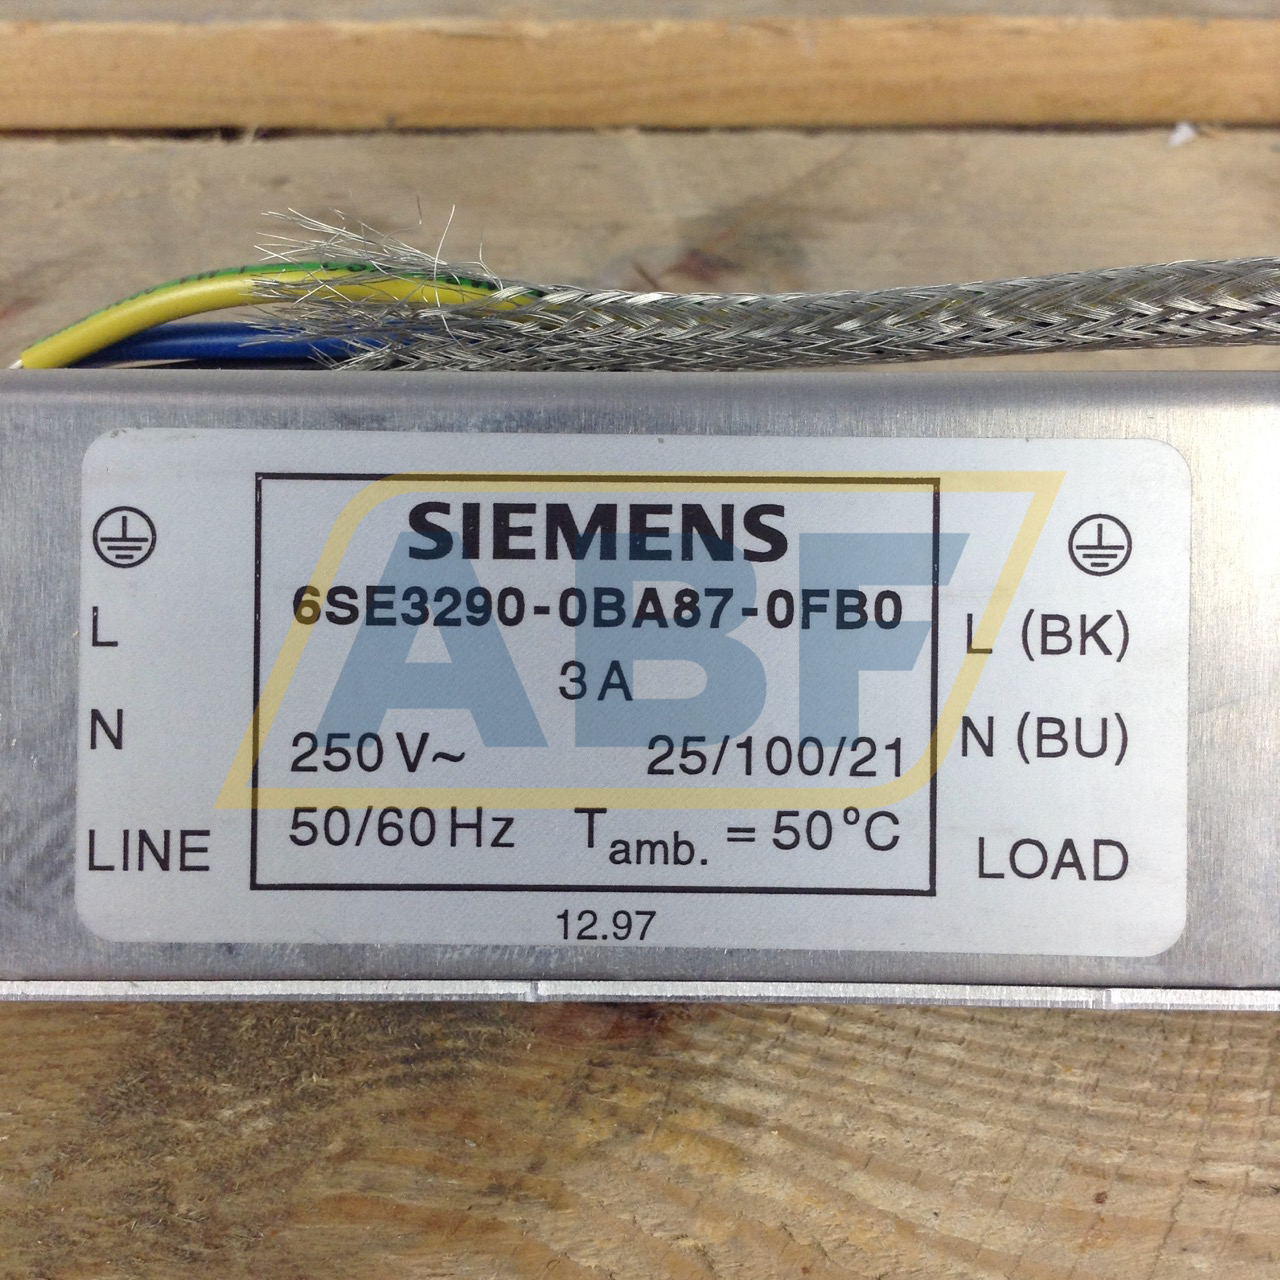 SIEMENS
6SE3290-0BA87-0FB0
3 A
250 V~ 25/100/21
50/60 Hz Tamb. = 50 °C
12.97
L
N
LINE
L (BK)
N (BU)
LOAD
ABF